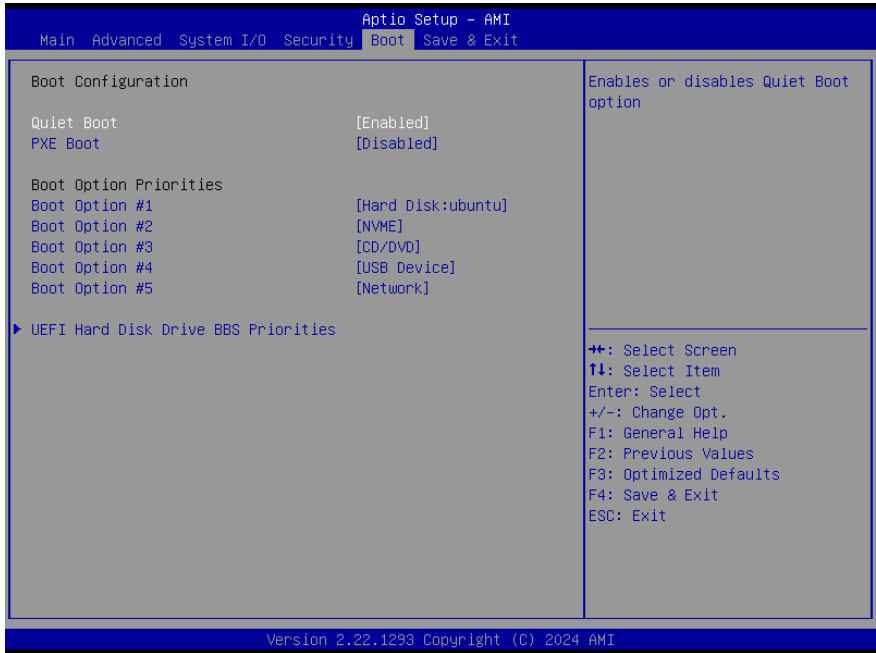 Aptio Setup – AMI
Main Advanced System I/O Security Boot Save & Exit
Boot Configuration
Quiet Boot [Enabled]
PXE Boot [Disabled]
Boot Option Priorities
Boot Option #1 [Hard Disk:ubuntu]
Boot Option #2 [NVME]
Boot Option #3 [CD/DVD]
Boot Option #4 [USB Device]
Boot Option #5 [Network]
▶ UEFI Hard Disk Drive BBS Priorities
Enables or disables Quiet Boot
option
→←: Select Screen
↑↓: Select Item
Enter: Select
+/-: Change Opt.
F1: General Help
F2: Previous Values
F3: Optimized Defaults
F4: Save & Exit
ESC: Exit
Version 2.22.1293 Copyright (C) 2024 AMI